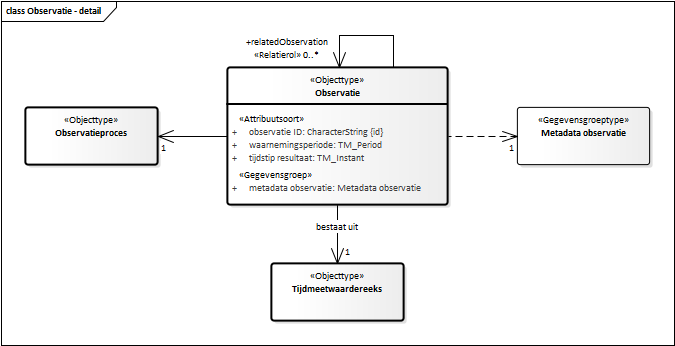 class Observatie - detail
+relatedObservation
«Relatierol» 0..*
«Objecttype»
Observatie
«Attribuutsoort»
+ observatie ID: CharacterString {id}
+ waarnemingsperiode: TM_Period
+ tijdstip resultaat: TM_Instant
«Gegevensgroep»
+ metadata observatie: Metadata observatie
«Objecttype»
Observatieproces
1
«Gegevensgroeptype»
Metadata observatie
1
bestaat uit
1
«Objecttype»
Tijdmeetwaardereeks